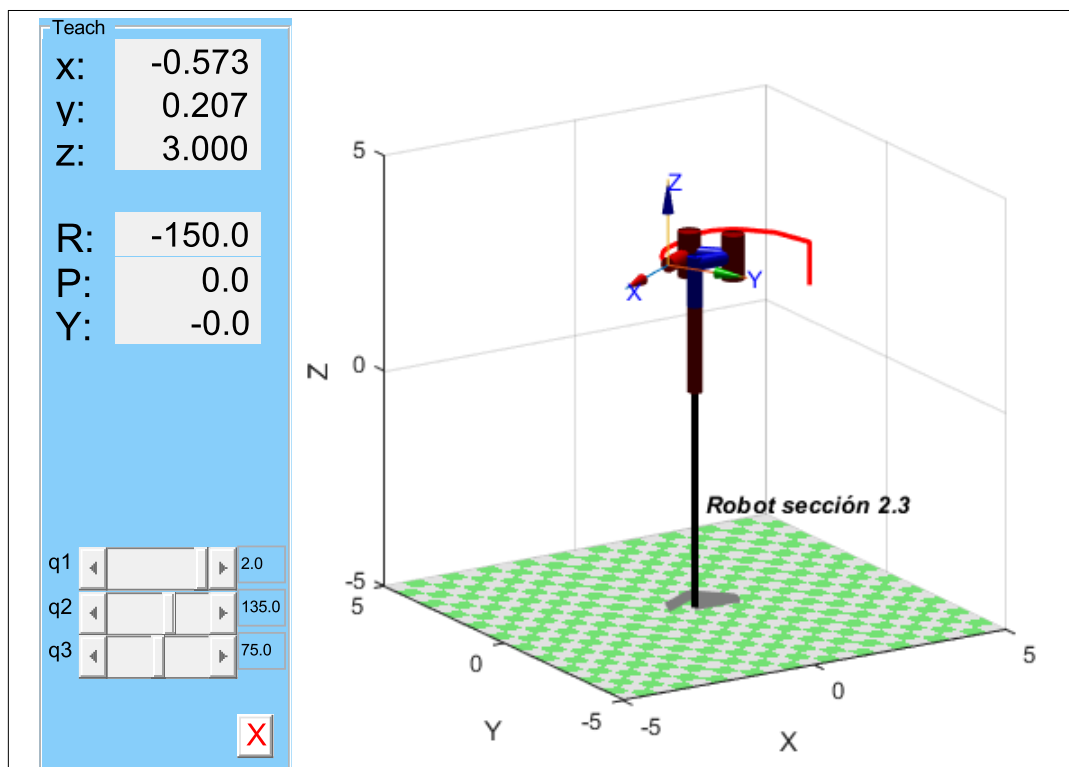 Teach
x: -0.573
y: 0.207
z: 3.000
R: -150.0
P: 0.0
Y: -0.0
q1 2.0
q2 135.0
q3 75.0
X
5
0
-5
Z
5
0
-5
Y
-5
0
5
X
Z
X
Y
Robot sección 2.3